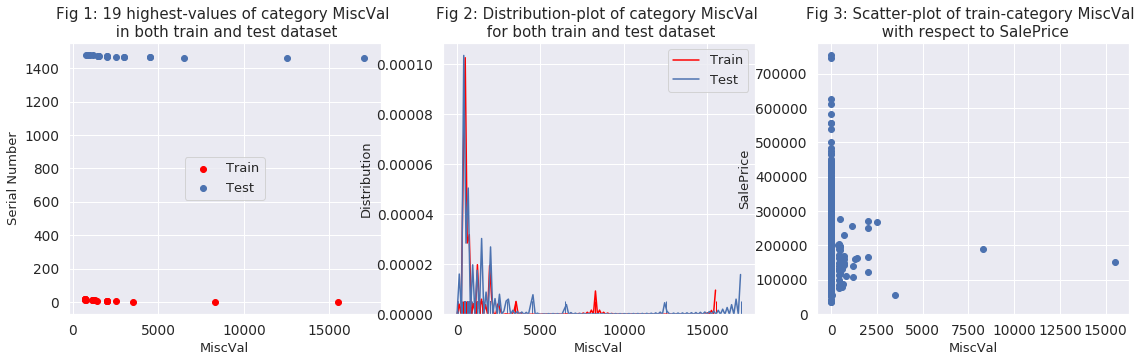 Fig 1: 19 highest-values of category MiscVal
in both train and test dataset
1400
1200
1000
800
600
400
200
0
Serial Number
Train
Test
0
5000
10000
15000
MiscVal
Fig 2: Distribution-plot of category MiscVal
for both train and test dataset
0.00010
0.00008
0.00006
0.00004
0.00002
0.00000
Distribution
Train
Test
0
5000
10000
15000
MiscVal
Fig 3: Scatter-plot of train-category MiscVal
with respect to SalePrice
700000
600000
500000
400000
300000
200000
100000
0
SalePrice
0
2500
5000
7500
10000
12500
15000
MiscVal